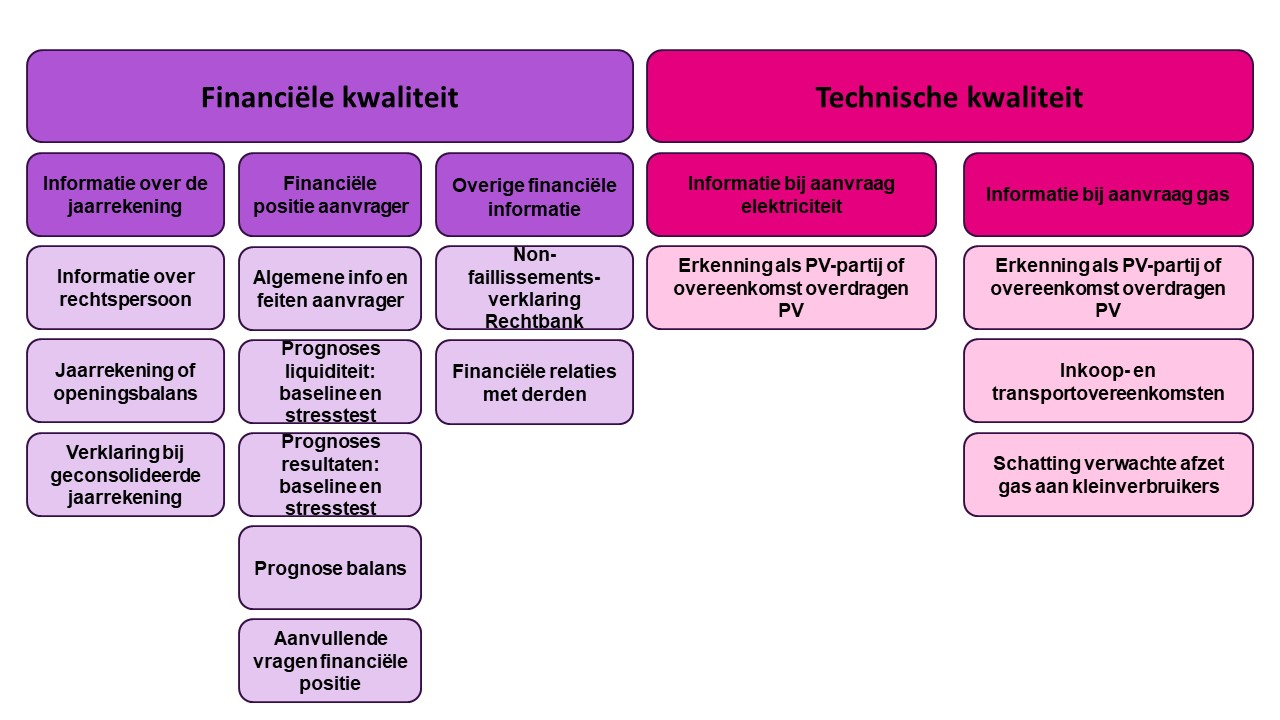 Financiële kwaliteit
Technische kwaliteit
Informatie over de
jaarrekening
Financiële
positie aanvrager
Overige financiële
informatie
Informatie bij aanvraag
elektriciteit
Informatie bij aanvraag gas
Informatie over
rechtspersoon
Algemene info en
feiten aanvrager
Non-
faillissements-
verklaring
Rechtbank
Erkenning als PV-partij of
overeenkomst overdragen
PV
Erkenning als PV-partij of
overeenkomst overdragen
PV
Jaarrekening of
openingsbalans
Prognoses
liquiditeit:
baseline en
stresstest
Financiële relaties
met derden
Inkoop- en
transportovereenkomsten
Verklaring bij
geconsolideerde
jaarrekening
Prognoses
resultaten:
baseline en
stresstest
Schatting verwachte afzet
gas aan kleinverbruikers
Prognose balans
Aanvullende
vragen financiële
positie